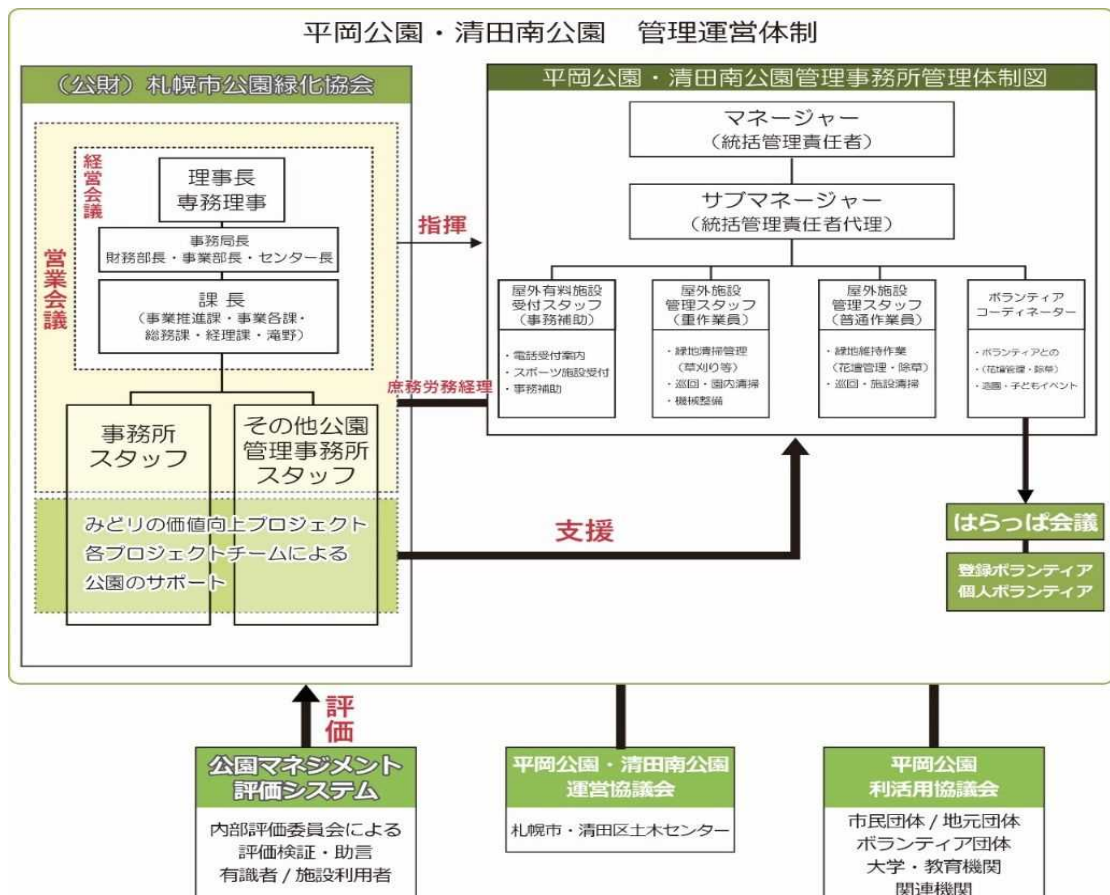 平岡公園・清田南公園　管理運営体制
（公財）札幌市公園緑化協会
経営会議
営業会議
理事長
専務理事
事務局長
財務部長・事業部長・センター長
課 長
（事業推進課・事業各課・
総務課・経理課・滝野）
事務所
スタッフ
その他公園
管理事務所
スタッフ
みどりの価値向上プロジェクト
各プロジェクトチームによる
公園のサポート
指揮
庶務労務経理
支援
平岡公園・清田南公園管理事務所管理体制図
マネージャー
（統括管理責任者）
サブマネージャー
（統括管理責任者代理）
屋外有料施設
受付スタッフ
（事務補助）
・電話受付案内
・スポーツ施設受付
・事務補助
屋外施設
管理スタッフ
（重作業員）
・緑地清掃管理
（草刈り等）
・巡回・園内清掃
・機械整備
屋外施設
管理スタッフ
（普通作業員）
・緑地維持作業
（花壇管理・除草）
・巡回・施設清掃
ボランティア
コーディネーター
・ボランティアとの
・（花壇管理・除草）
・造園・子どもイベント
はらっぱ会議
登録ボランティア
個人ボランティア
評価
公園マネジメント
評価システム
内部評価委員会による
評価検証・助言
有識者 / 施設利用者
平岡公園・清田南公園
運営協議会
札幌市・清田区土木センター
平岡公園
利活用協議会
市民団体 / 地元団体
ボランティア団体
大学・教育機関
関連機関